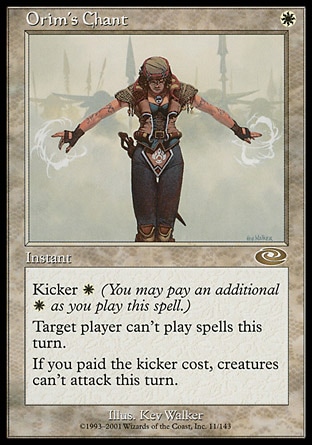 Orim's Chant
Kev Walker
Instant
Kicker (You may pay an additional
as you play this spell.)
Target player can't play spells this
turn.
If you paid the kicker cost, creatures
can't attack this turn.
Illus. Kev Walker
©1993–2001 Wizards of the Coast, Inc. 11/143